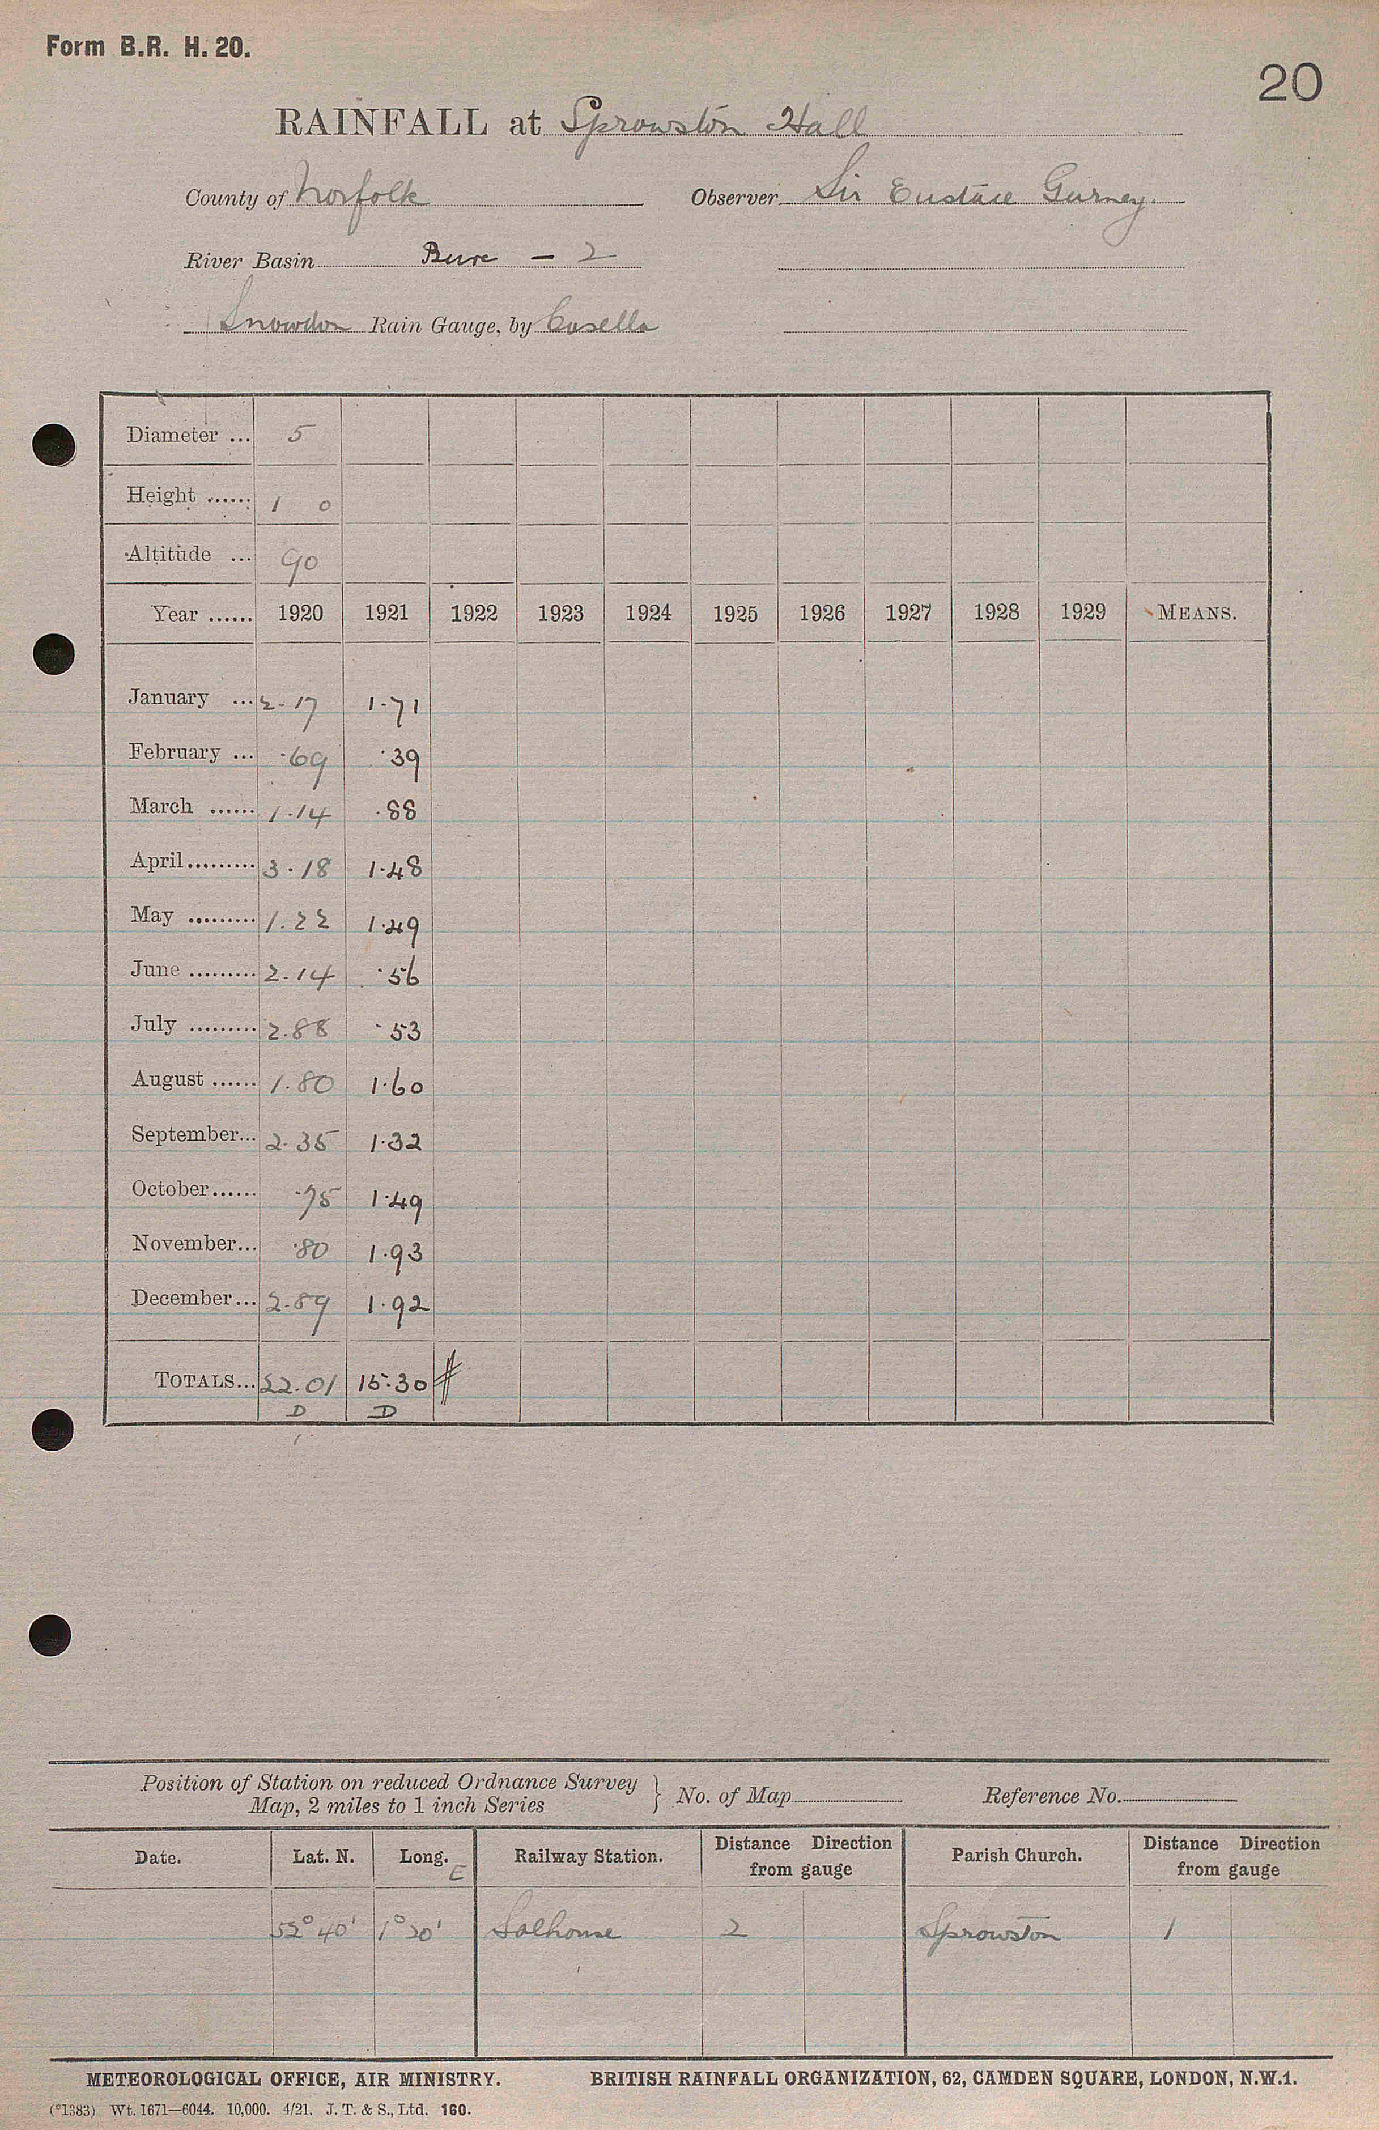 Form B.R. H. 20.
20
RAINFALL at Sprowston Hall
County of Norfolk Observer Sir Eustace Gurney.
River Basin Bure - 2
Snowdon Rain Gauge, by Casella
Diameter ... 5
Height ...... 1 0
Altitude ... 90
Year ...... 1920 1921 1922 1923 1924 1925 1926 1927 1928 1929 MEANS.
January ... 2.17 1.71
February ... .69 .39
March ...... 1.14 .88
April......... 3.18 1.48
May ......... 1.22 1.49
June ......... 2.14 .56
July ......... 2.88 .53
August ...... 1.80 1.60
September... 2.35 1.32
October...... .75 1.49
November... .80 1.93
December... 2.89 1.92
TOTALS... 22.01 15.30 #
D D
Position of Station on reduced Ordnance Survey
Map, 2 miles to 1 inch Series } No. of Map Reference No.
Date. Lat. N. Long. E Railway Station. Distance Direction from gauge Parish Church. Distance Direction from gauge
52° 40' 1° 20' Salhouse 2 Sprowston 1
METEOROLOGICAL OFFICE, AIR MINISTRY. BRITISH RAINFALL ORGANIZATION, 62, CAMDEN SQUARE, LONDON, N.W.1.
(*1383) Wt. 1671—6044. 10,000. 4/21. J. T. & S., Ltd. 160.